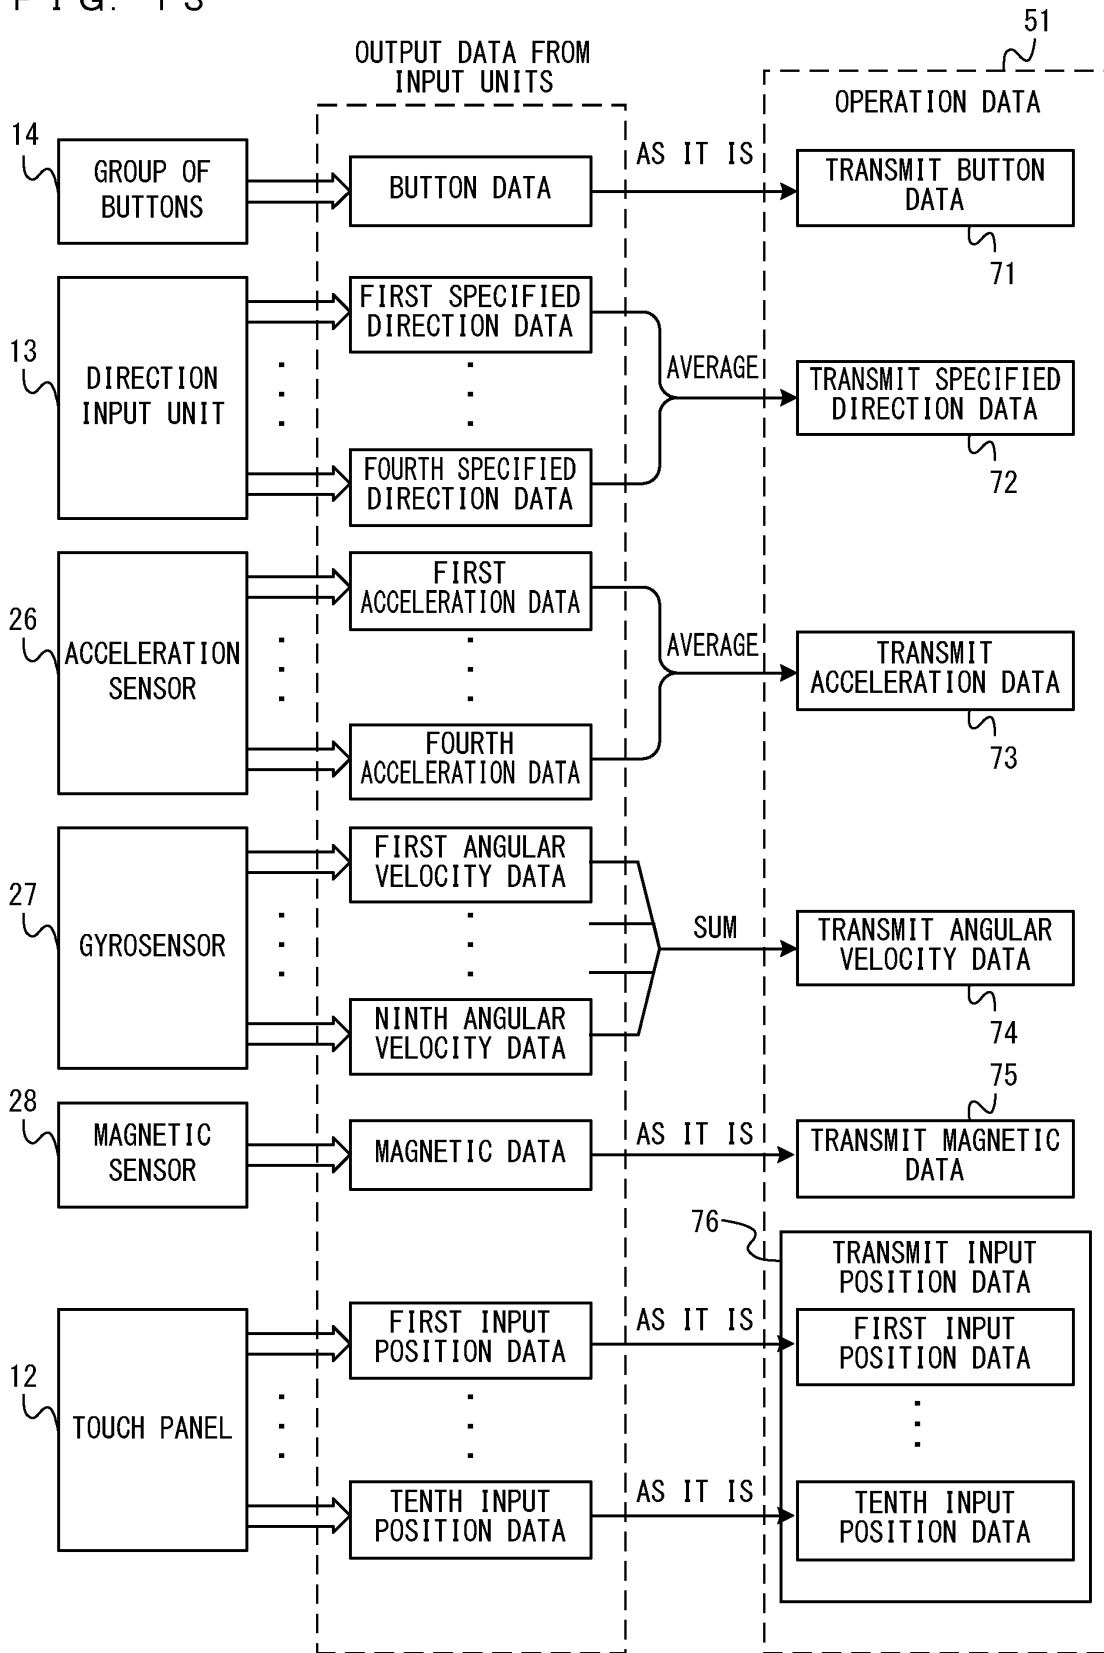 FIG. 13
51
OUTPUT DATA FROM
INPUT UNITS
OPERATION DATA
14
GROUP OF
BUTTONS
BUTTON DATA
AS IT IS
TRANSMIT BUTTON
DATA
71
13
DIRECTION
INPUT UNIT
FIRST SPECIFIED
DIRECTION DATA
FOURTH SPECIFIED
DIRECTION DATA
AVERAGE
TRANSMIT SPECIFIED
DIRECTION DATA
72
26
ACCELERATION
SENSOR
FIRST
ACCELERATION DATA
FOURTH
ACCELERATION DATA
AVERAGE
TRANSMIT
ACCELERATION DATA
73
27
GYROSENSOR
FIRST ANGULAR
VELOCITY DATA
NINTH ANGULAR
VELOCITY DATA
SUM
TRANSMIT ANGULAR
VELOCITY DATA
74
28
MAGNETIC
SENSOR
MAGNETIC DATA
AS IT IS
75
TRANSMIT MAGNETIC
DATA
76
TRANSMIT INPUT
POSITION DATA
12
TOUCH PANEL
FIRST INPUT
POSITION DATA
AS IT IS
FIRST INPUT
POSITION DATA
TENTH INPUT
POSITION DATA
AS IT IS
TENTH INPUT
POSITION DATA